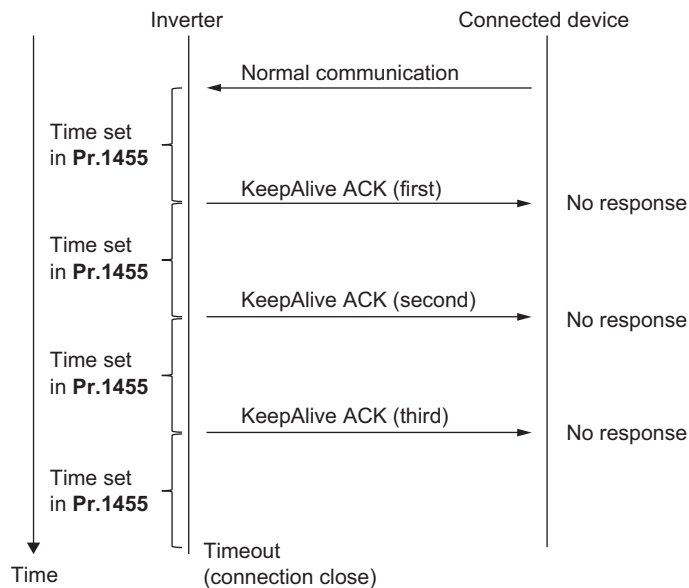 Inverter
Connected device
Normal communication
Time set
in Pr.1455
KeepAlive ACK (first)
No response
Time set
in Pr.1455
KeepAlive ACK (second)
No response
Time set
in Pr.1455
KeepAlive ACK (third)
No response
Time set
in Pr.1455
Timeout
(connection close)
Time